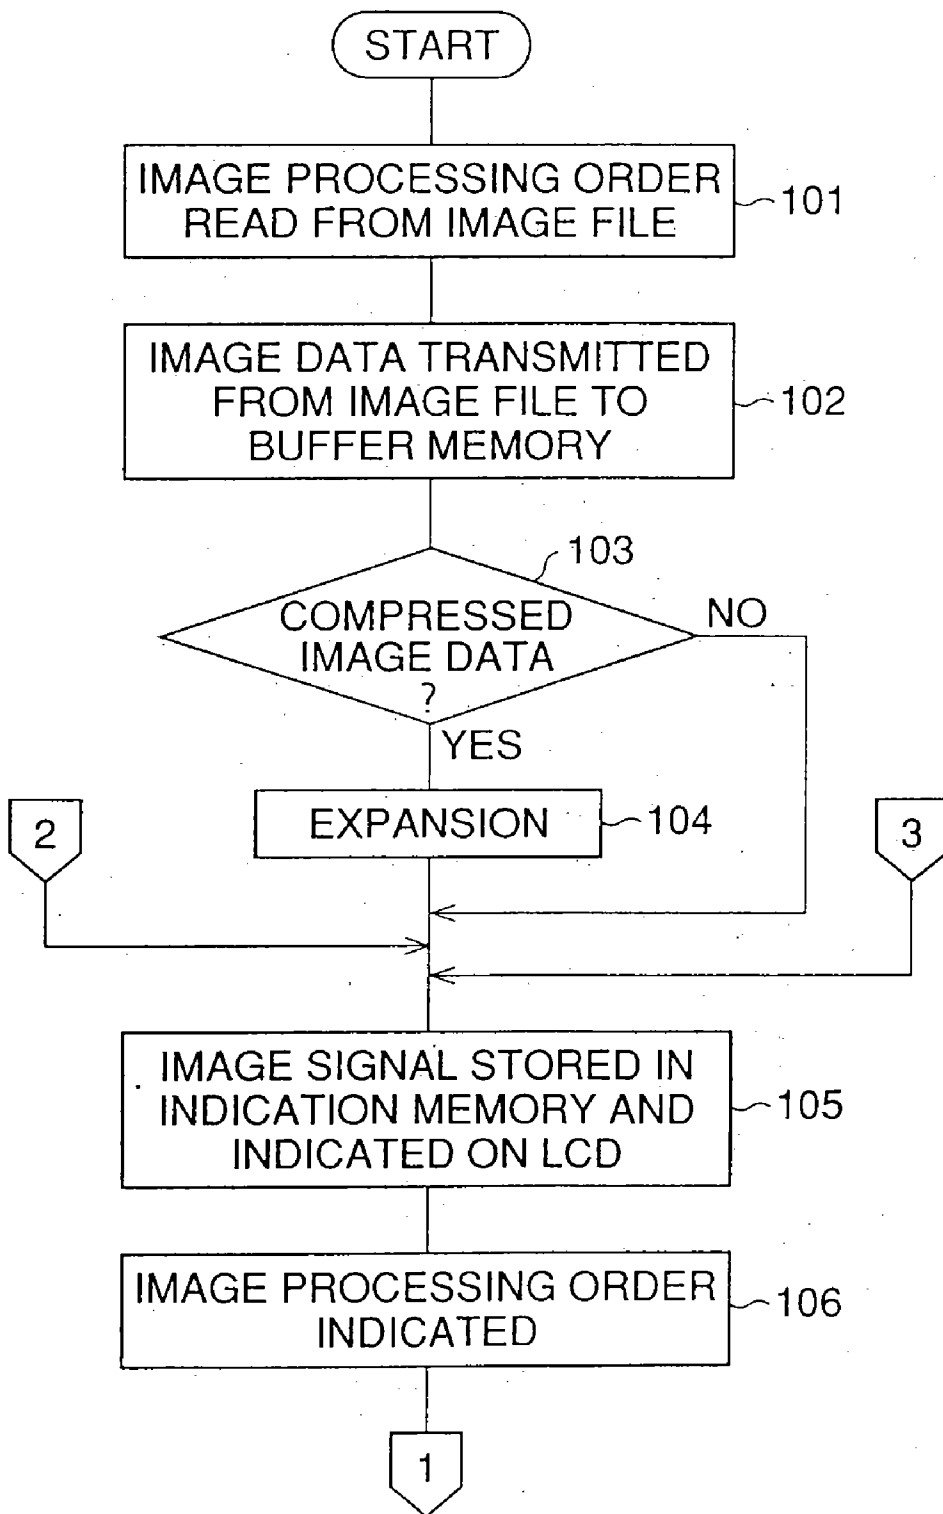 START
IMAGE PROCESSING ORDER
READ FROM IMAGE FILE
101
IMAGE DATA TRANSMITTED
FROM IMAGE FILE TO
BUFFER MEMORY
102
103
COMPRESSED
IMAGE DATA
?
NO
YES
2
EXPANSION
104
3
IMAGE SIGNAL STORED IN
INDICATION MEMORY AND
INDICATED ON LCD
105
IMAGE PROCESSING ORDER
INDICATED
106
1